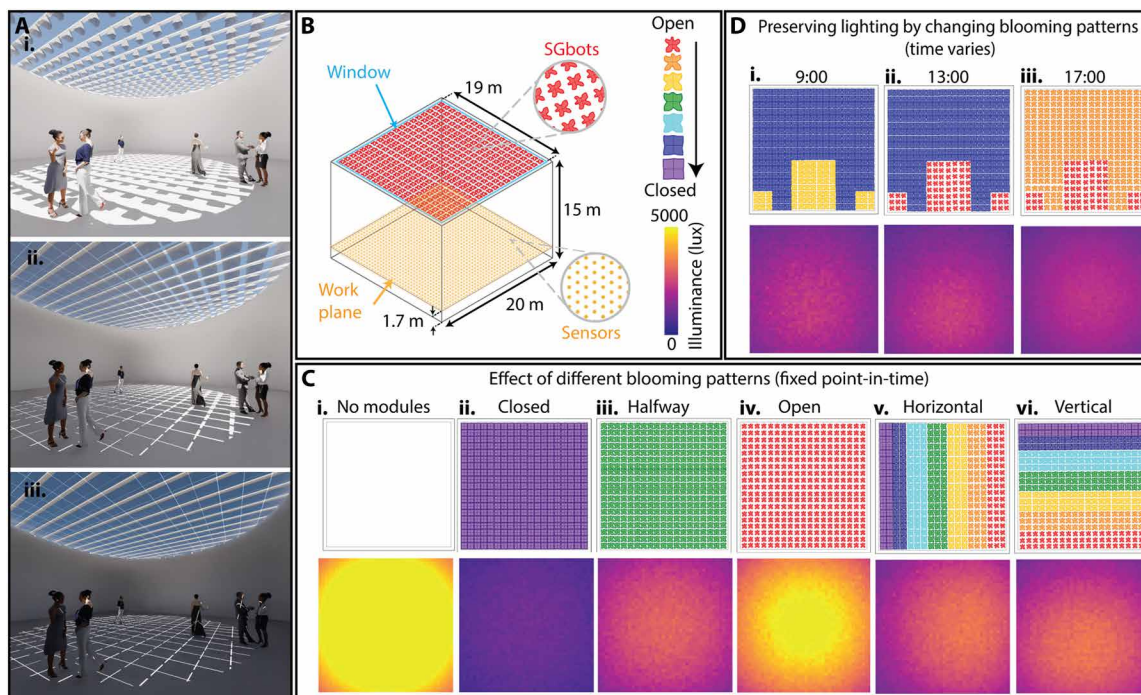 A
i.
ii.
iii.
B
SGbots
Window
19 m
15 m
20 m
1.7 m
Work
plane
Sensors
Open
Closed
5000
Illuminance (lux)
0
C
Effect of different blooming patterns (fixed point-in-time)
i. No modules
ii. Closed
iii. Halfway
iv. Open
v. Horizontal
vi. Vertical
D
Preserving lighting by changing blooming patterns
(time varies)
i. 9:00
ii. 13:00
iii. 17:00